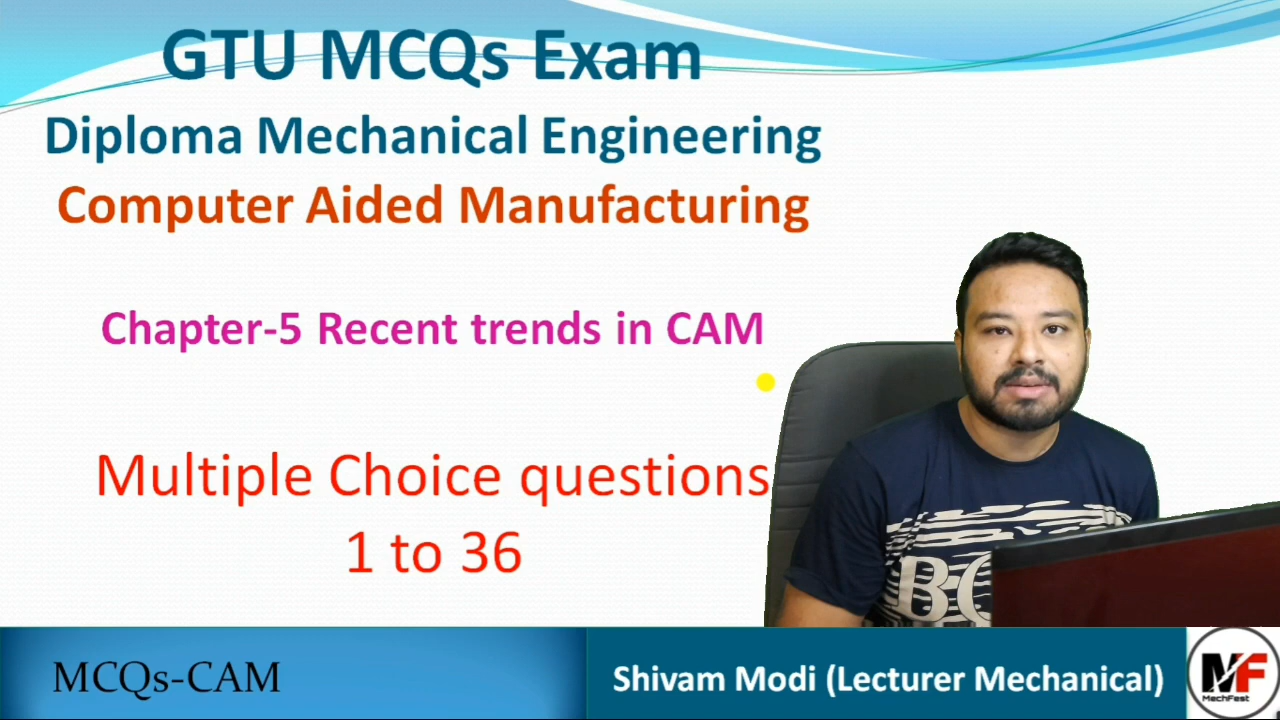 GTU MCQs Exam
Diploma Mechanical Engineering
Computer Aided Manufacturing
Chapter-5 Recent trends in CAM
Multiple Choice questions
1 to 36
B
MCQs-CAM
Shivam Modi (Lecturer Mechanical)
MF
MechFest